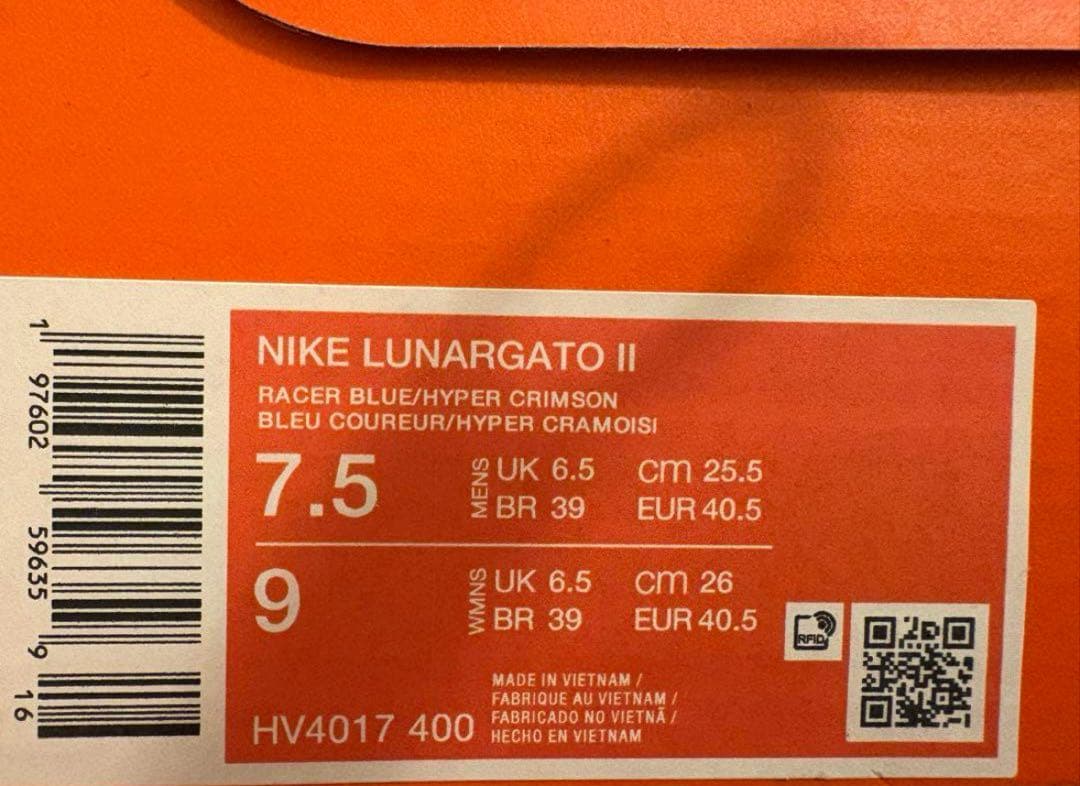 NIKE LUNARGATO II
RACER BLUE/HYPER CRIMSON
BLEU COUREUR/HYPER CRAMOISI
7.5 MENS UK 6.5 cm 25.5
BR 39 EUR 40.5
9 WMNS UK 6.5 cm 26
BR 39 EUR 40.5
RFID
MADE IN VIETNAM /
FABRIQUE AU VIETNAM /
FABRICADO NO VIETNÃ /
HECHO EN VIETNAM
HV4017 400
1 97602 59635 9 16